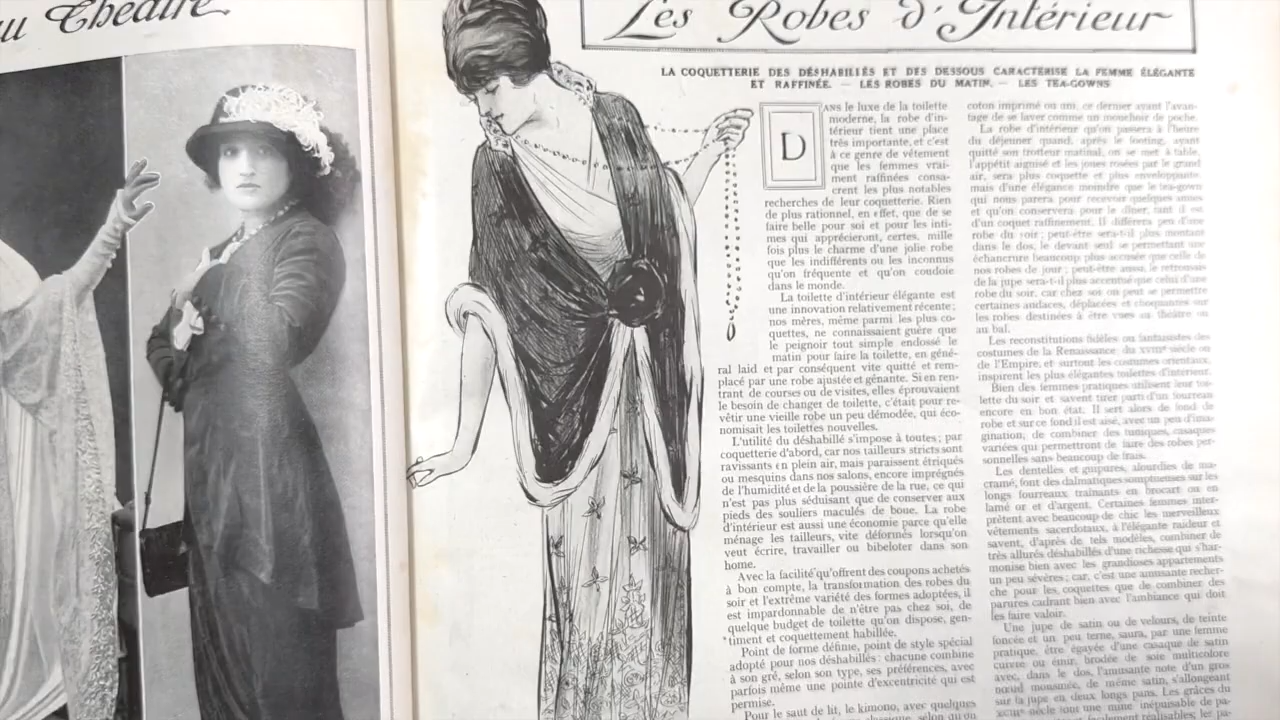 au Théâtre
Les Robes d'Intérieur
LA COQUETTERIE DES DÉSHABILLÉS ET DES DESSOUS CARACTÉRISE LA FEMME ÉLÉGANTE
ET RAFFINÉE. — LES ROBES DU MATIN. — LES TEA-GOWNS
DANS le luxe de la toilette
moderne, la robe d'in-
térieur tient une place
très importante, et c'est
à ce genre de vêtement
que les femmes vrai-
ment raffinées consa-
crent les plus notables
recherches de leur coquetterie. Rien
de plus rationnel, en effet, que de se
faire belle pour soi et pour les inti-
mes qui apprécieront, certes, mille
fois plus le charme d'une jolie robe
que les indifférents ou les inconnus
qu'on fréquente et qu'on coudoie
dans le monde.
La toilette d'intérieur élégante est
une innovation relativement récente;
nos mères, même parmi les plus co-
quettes, ne connaissaient guère que
le peignoir tout simple endossé le
matin pour faire la toilette, en géné-
ral laid et par conséquent vite quitté et rem-
placé par une robe ajustée et gênante. Si en ren-
trant de courses ou de visites, elles éprouvaient
le besoin de changer de toilette, c'était pour re-
vêtir une vieille robe un peu démodée, qui éco-
nomisait les toilettes nouvelles.
L'utilité du déshabillé s'impose à toutes; par
coquetterie d'abord, car nos tailleurs stricts sont
ravissants en plein air, mais paraissent étriqués
ou mesquins dans nos salons, encore imprégnés
de l'humidité et de la poussière de la rue, ce qui
n'est pas plus séduisant que de conserver aux
pieds des souliers maculés de boue. La robe
d'intérieur est aussi une économie parce qu'elle
ménage les tailleurs, vite déformés lorsqu'on
veut écrire, travailler ou bibeloter dans son
home.
Avec la facilité qu'offrent des coupons achetés
à bon compte, la transformation des robes du
soir et l'extrême variété des formes adoptées, il
est impardonnable de n'être pas chez soi, de
quelque budget de toilette qu'on dispose, gen-
timent et coquettement habillée.
Point de forme définie, point de style spécial
adopté pour nos déshabillés: chacune combine
à son gré, selon son type, ses préférences, avec
parfois même une pointe d'excentricité qui est
permise.
Pour le saut de lit, le kimono, avec quelques
selon qu'on
coton imprimé ou uni, ce dernier ayant l'avan-
tage de se laver comme un mouchoir de poche.
La robe d'intérieur qu'on passera à l'heure
du déjeuner quand, après le footing, ayant
quitté son trotteur matinal, on se met à table,
l'appétit aiguisé et les joues rosées par le grand
air, sera plus coquette et plus enveloppante,
mais d'une élégance moindre que le tea-gown
qui nous parera pour recevoir quelques amies
et qu'on conservera pour le dîner, tant il est
d'un coquet raffinement. Il différera peu d'une
robe du soir; peut-être sera-t-il plus montant
dans le dos, le devant seul se permettant une
échancrure beaucoup plus accusée que celle de
nos robes de jour; peut-être aussi, le retroussis
de la jupe sera-t-il plus accentué que celui d'une
robe du soir, car chez soi on peut se permettre
certaines audaces, déplacées et choquantes sur
les robes destinées à être vues au théâtre ou
au bal.
Les reconstitutions fidèles ou fantaisistes des
costumes de la Renaissance du XVIIIe siècle ou
de l'Empire, et surtout les costumes orientaux,
inspirent les plus élégantes toilettes d'intérieur.
Bien des femmes pratiques utilisent leur toi-
lette du soir et savent tirer parti d'un fourreau
encore en bon état. Il sert alors de fond de
robe et sur ce fond il est aisé, avec un peu d'ima-
gination, de combiner des tuniques, casaques
variées qui permettront de faire des robes per-
sonnelles sans beaucoup de frais.
Les dentelles et guipures, alourdies de ma-
cramé, font des dalmatiques somptueuses sur les
longs fourreaux traînants en brocart ou en
lamé or et d'argent. Certaines femmes inter-
prètent avec beaucoup de chic les merveilleux
vêtements sacerdotaux, à l'élégante raideur et
savent, d'après de tels modèles, combiner de
très allurés déshabillés d'une richesse qui s'har-
monise bien avec les grandioses appartements
un peu sévères; car, c'est une amusante recher-
che pour les coquettes que de combiner des
parures cadrant bien avec l'ambiance qui doit
les faire valoir.
Une jupe de satin ou de velours, de teinte
foncée et un peu terne, saura, par une femme
pratique, être égayée d'une casaque de satin
cuivre ou émir, brodée de soie multicolore
avec, dans le dos, l'amusante note d'un gros
nœud mousmée, de même satin, s'allongeant
sur la jupe en deux longs pans. Les grâces du
XVIIIe siècle sont une mine inépuisable de